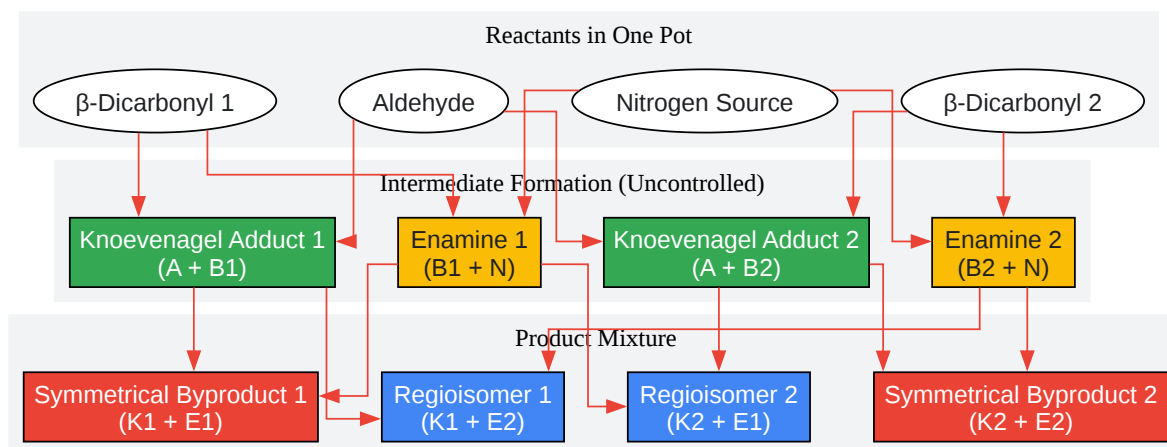 Reactants in One Pot
β-Dicarbonyl 1
Aldehyde
Nitrogen Source
β-Dicarbonyl 2
Intermediate Formation (Uncontrolled)
Knoevenagel Adduct 1
(A + B1)
Enamine 1
(B1 + N)
Knoevenagel Adduct 2
(A + B2)
Enamine 2
(B2 + N)
Product Mixture
Symmetrical Byproduct 1
(K1 + E1)
Regioisomer 1
(K1 + E2)
Regioisomer 2
(K2 + E1)
Symmetrical Byproduct 2
(K2 + E2)